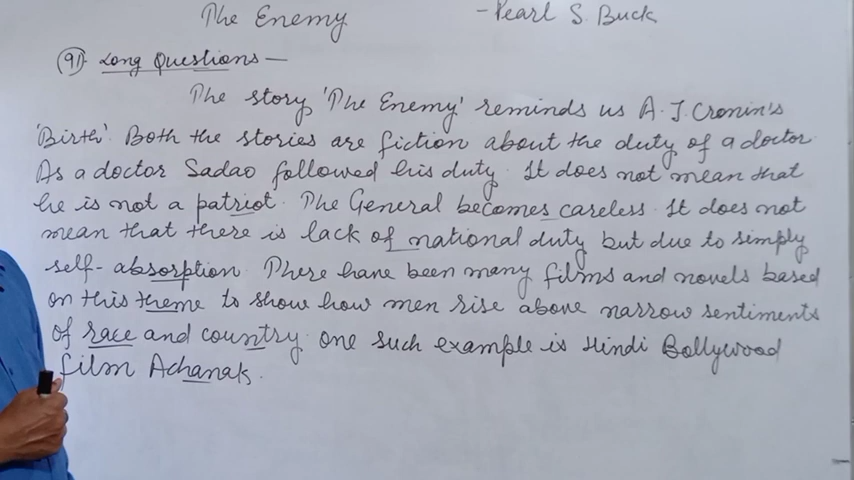 The Enemy - Pearl S. Buck
(91) Long Questions —
The story 'The Enemy' reminds us A.J. Cronin's
'Birth'. Both the stories are fiction about the duty of a doctor.
As a doctor Sadao followed his duty. It does not mean that
he is not a patriot. The General becomes careless. It does not
mean that there is lack of national duty but due to simply
self-absorption. There have been many films and novels based
on this theme to show how men rise above narrow sentiments
of race and country. one such example is Hindi Bollywood
film Achanak.